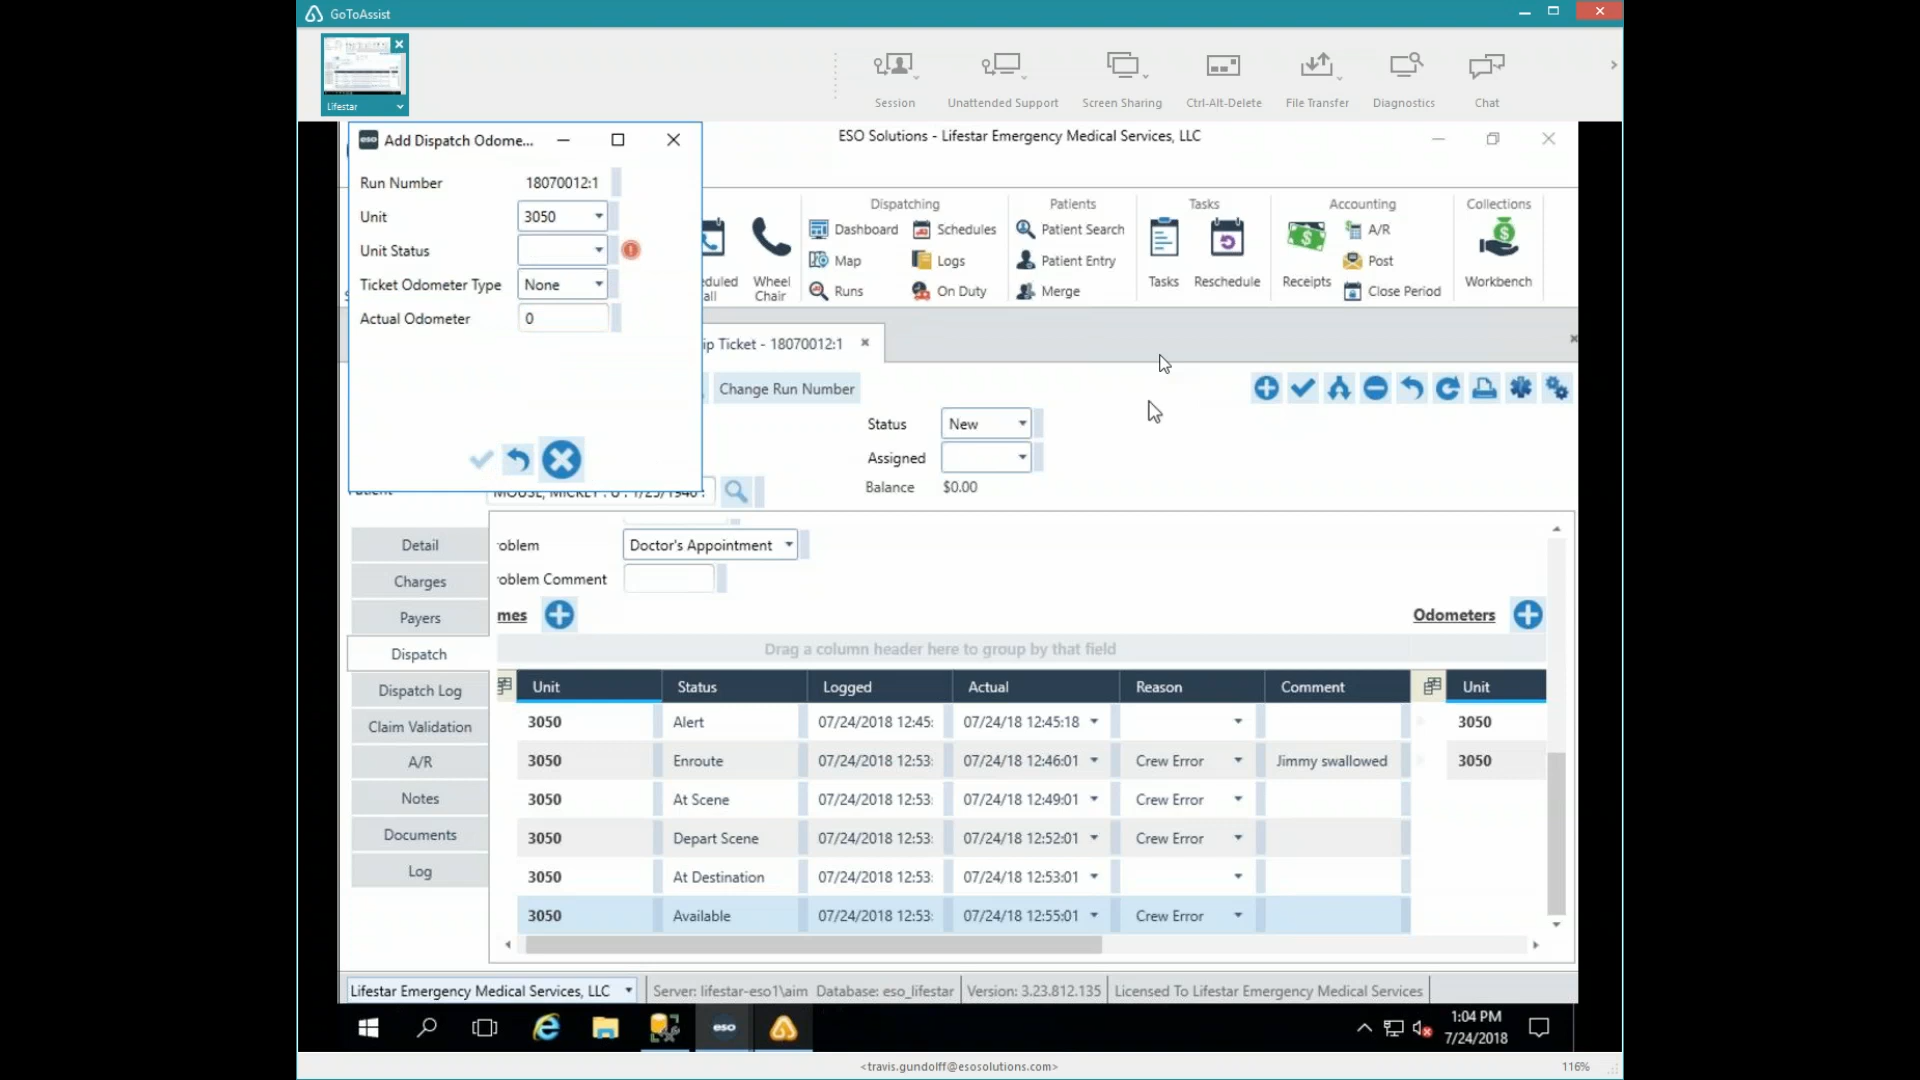 GoToAssist
Lifestar
Session
Unattended Support
Screen Sharing
Ctrl-Alt-Delete
File Transfer
Diagnostics
Chat
eso
Add Dispatch Odome...
ESO Solutions - Lifestar Emergency Medical Services, LLC
Run Number 18070012:1
Unit 3050
Unit Status
Ticket Odometer Type None
Actual Odometer 0
Wheel
Chair
Dispatching
Dashboard Schedules
Map Logs
Runs On Duty
Patients
Patient Search
Patient Entry
Merge
Tasks
Tasks Reschedule
Accounting
Receipts
A/R
Post
Close Period
Collections
Workbench
ip Ticket - 18070012:1
Change Run Number
Status New
Assigned
Balance $0.00
MOUSE, MICKEY
Detail
Charges
Payers
Dispatch
Dispatch Log
Claim Validation
A/R
Notes
Documents
Log
oblem Doctor's Appointment
oblem Comment
mes Odometers
Drag a column header here to group by that field
Unit Status Logged Actual Reason Comment Unit
3050 Alert 07/24/2018 12:45: 07/24/18 12:45:18 3050
3050 Enroute 07/24/2018 12:53: 07/24/18 12:46:01 Crew Error Jimmy swallowed 3050
3050 At Scene 07/24/2018 12:53: 07/24/18 12:49:01 Crew Error
3050 Depart Scene 07/24/2018 12:53: 07/24/18 12:52:01 Crew Error
3050 At Destination 07/24/2018 12:53: 07/24/18 12:53:01
3050 Available 07/24/2018 12:53: 07/24/18 12:55:01 Crew Error
Lifestar Emergency Medical Services, LLC Server: lifestar-eso1\aim Database: eso_lifestar Version: 3.23.812.135 Licensed To Lifestar Emergency Medical Services
eso
1:04 PM
7/24/2018
<travis.gundolff@esosolutions.com>
116%